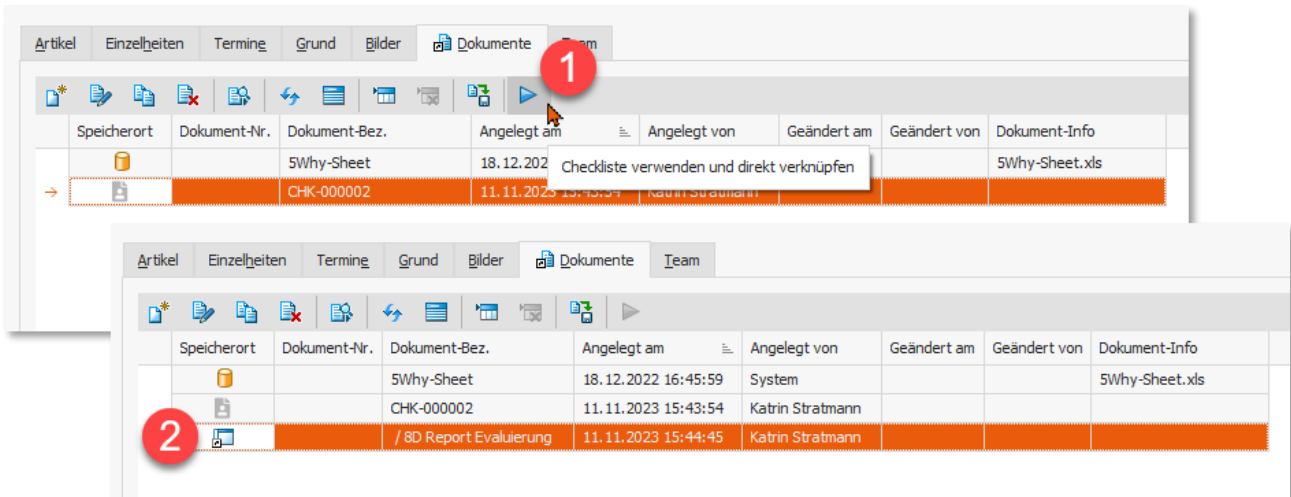 Artikel Einzelheiten Termine Grund Bilder Dokumente
1
Speicherort Dokument-Nr. Dokument-Bez. Angelegt am Angelegt von Geändert am Geändert von Dokument-Info
5Why-Sheet 18.12.202 5Why-Sheet.xls
Checkliste verwenden und direkt verknüpfen
CHK-000002 11.11.2023 15:43:54 Katrin Stratmann
Artikel Einzelheiten Termine Grund Bilder Dokumente Team
Speicherort Dokument-Nr. Dokument-Bez. Angelegt am Angelegt von Geändert am Geändert von Dokument-Info
5Why-Sheet 18.12.2022 16:45:59 System 5Why-Sheet.xls
CHK-000002 11.11.2023 15:43:54 Katrin Stratmann
2 / 8D Report Evaluierung 11.11.2023 15:44:45 Katrin Stratmann